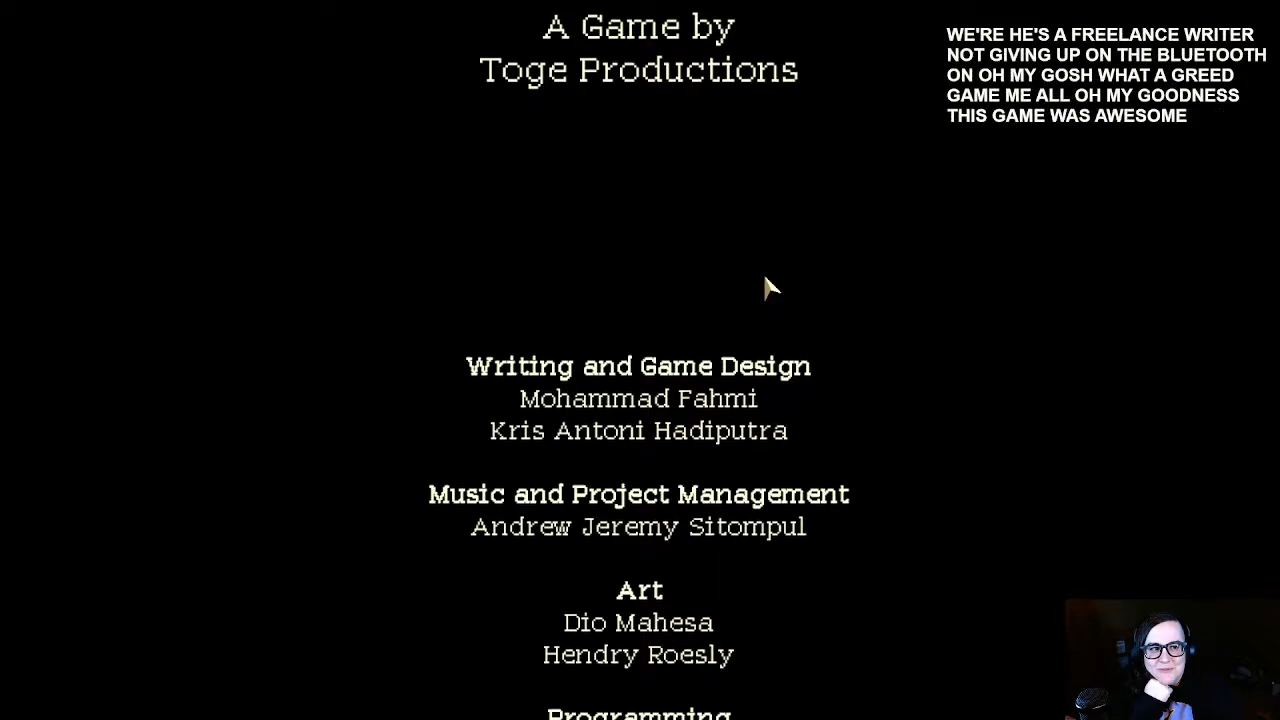 A Game by
Toge Productions
WE'RE HE'S A FREELANCE WRITER
NOT GIVING UP ON THE BLUETOOTH
ON OH MY GOSH WHAT A GREED
GAME ME ALL OH MY GOODNESS
THIS GAME WAS AWESOME
Writing and Game Design
Mohammad Fahmi
Kris Antoni Hadiputra
Music and Project Management
Andrew Jeremy Sitompul
Art
Dio Mahesa
Hendry Roesly
Programming